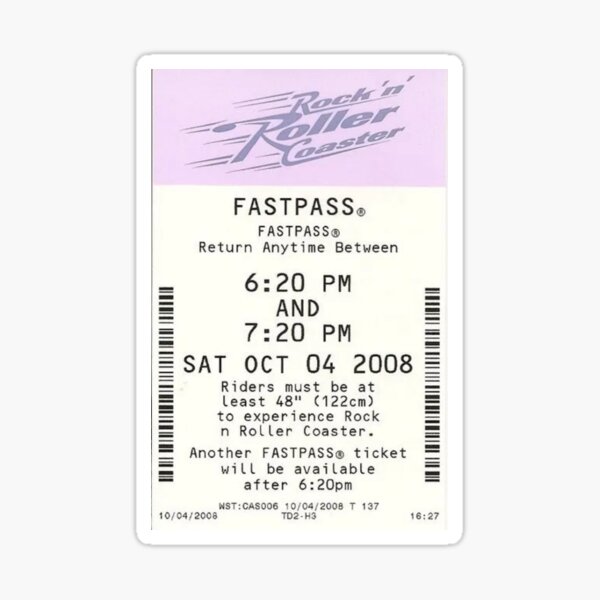 Rock 'n'
Roller
Coaster
FASTPASS®
FASTPASS®
Return Anytime Between
6:20 PM
AND
7:20 PM
SAT OCT 04 2008
Riders must be at
least 48" (122cm)
to experience Rock
n Roller Coaster.
Another FASTPASS® ticket
will be available
after 6:20pm
WST:CAS006 10/04/2008 T 137
10/04/2008 TD2-H3 16:27